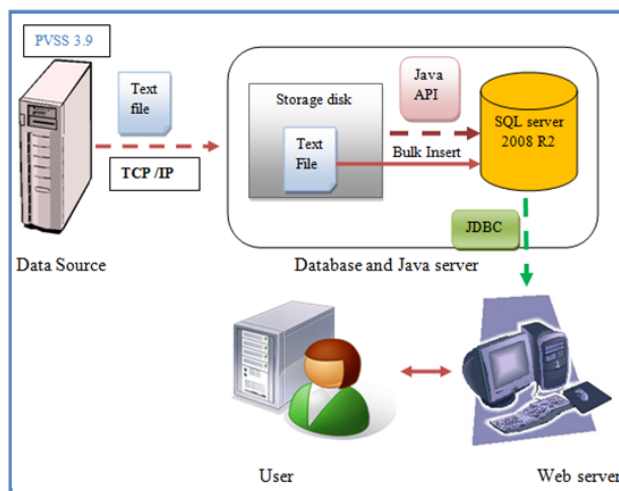 PVSS 3.9
Text
file
TCP /IP
Data Source
Storage disk
Text
File
Java
API
Bulk Insert
SQL server
2008 R2
JDBC
Database and Java server
User
Web server